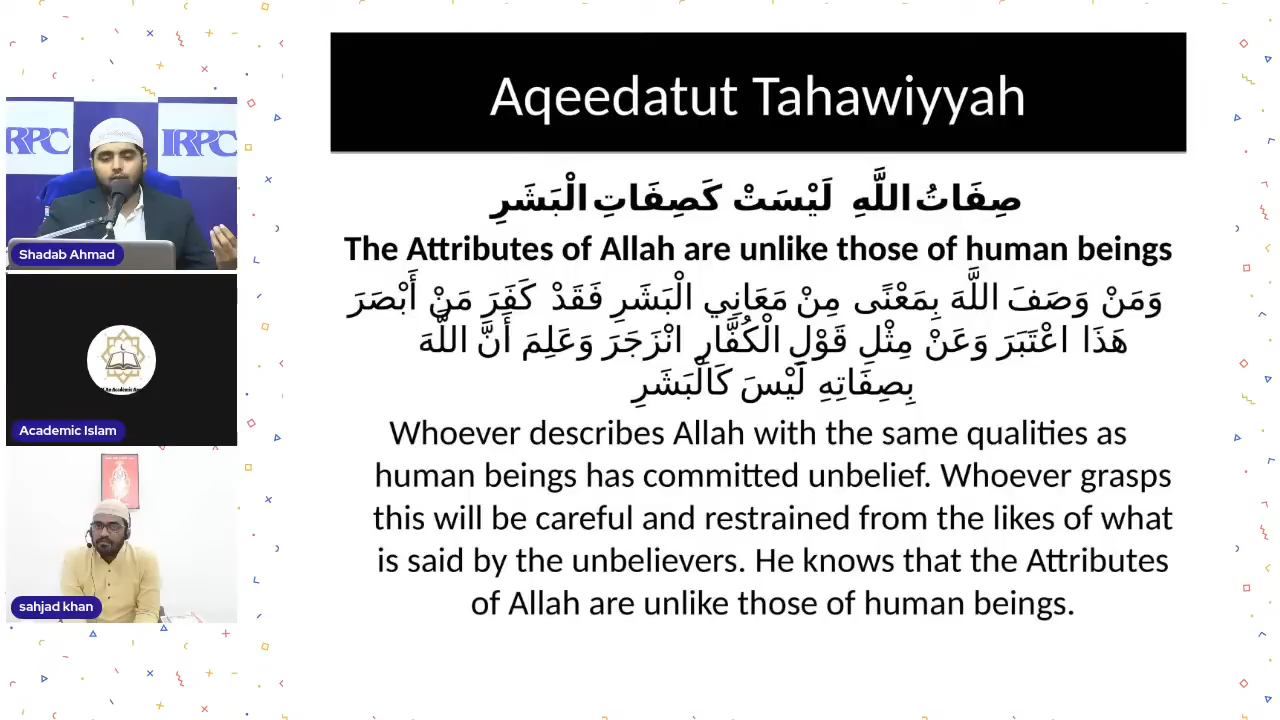 Aqeedatut Tahawiyyah
صِفَاتُ اللَّهِ لَيْسَتْ كَصِفَاتِ الْبَشَرِ
The Attributes of Allah are unlike those of human beings
وَمَنْ وَصَفَ اللَّهَ بِمَعْنًى مِنْ مَعَانِي الْبَشَرِ فَقَدْ كَفَرَ مَنْ أَبْصَرَ
هَذَا اعْتَبَرَ وَعَنْ مِثْلِ قَوْلِ الْكُفَّارِ انْزَجَرَ وَعَلِمَ أَنَّ اللَّهَ
بِصِفَاتِهِ لَيْسَ كَالْبَشَرِ
Whoever describes Allah with the same qualities as
human beings has committed unbelief. Whoever grasps
this will be careful and restrained from the likes of what
is said by the unbelievers. He knows that the Attributes
of Allah are unlike those of human beings.
RPC
IRPC
Shadab Ahmad
Academic Islam
sahjad khan